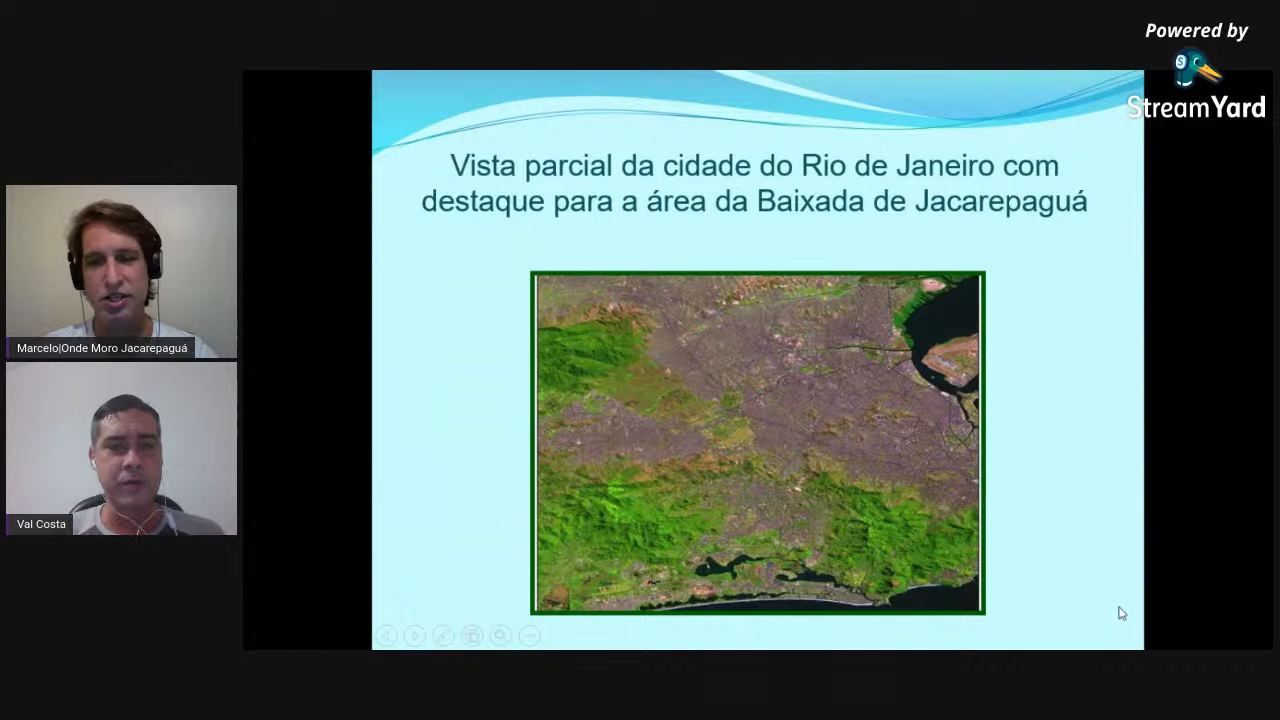 Powered by
StreamYard
Vista parcial da cidade do Rio de Janeiro com
destaque para a área da Baixada de Jacarepaguá
Marcelo|Onde Moro Jacarepaguá
Val Costa